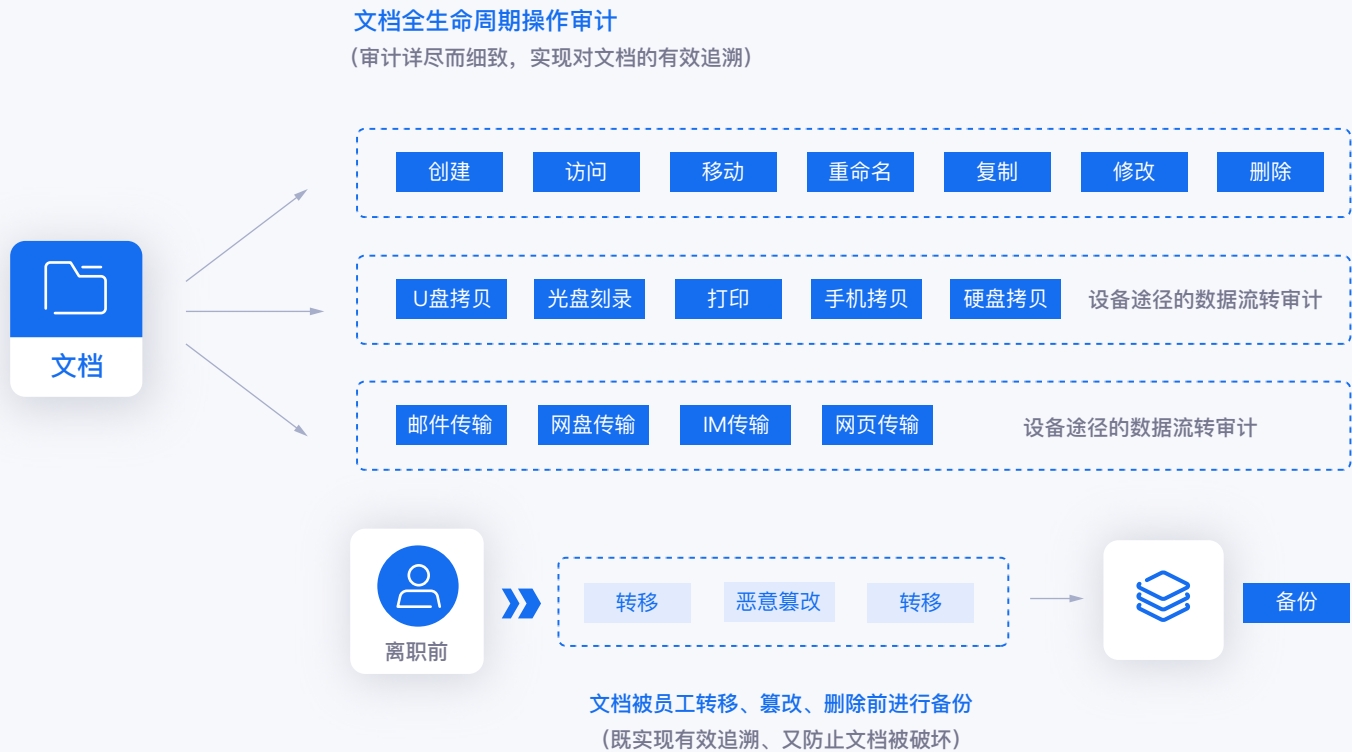 文档全生命周期操作审计
（审计详尽而细致，实现对文档的有效追溯）
创建 访问 移动 重命名 复制 修改 删除
U盘拷贝 光盘刻录 打印 手机拷贝 硬盘拷贝 设备途径的数据流转审计
文档
邮件传输 网盘传输 IM传输 网页传输 设备途径的数据流转审计
转移 恶意篡改 转移 备份
离职前
文档被员工转移、篡改、删除前进行备份
（既实现有效追溯、又防止文档被破坏）